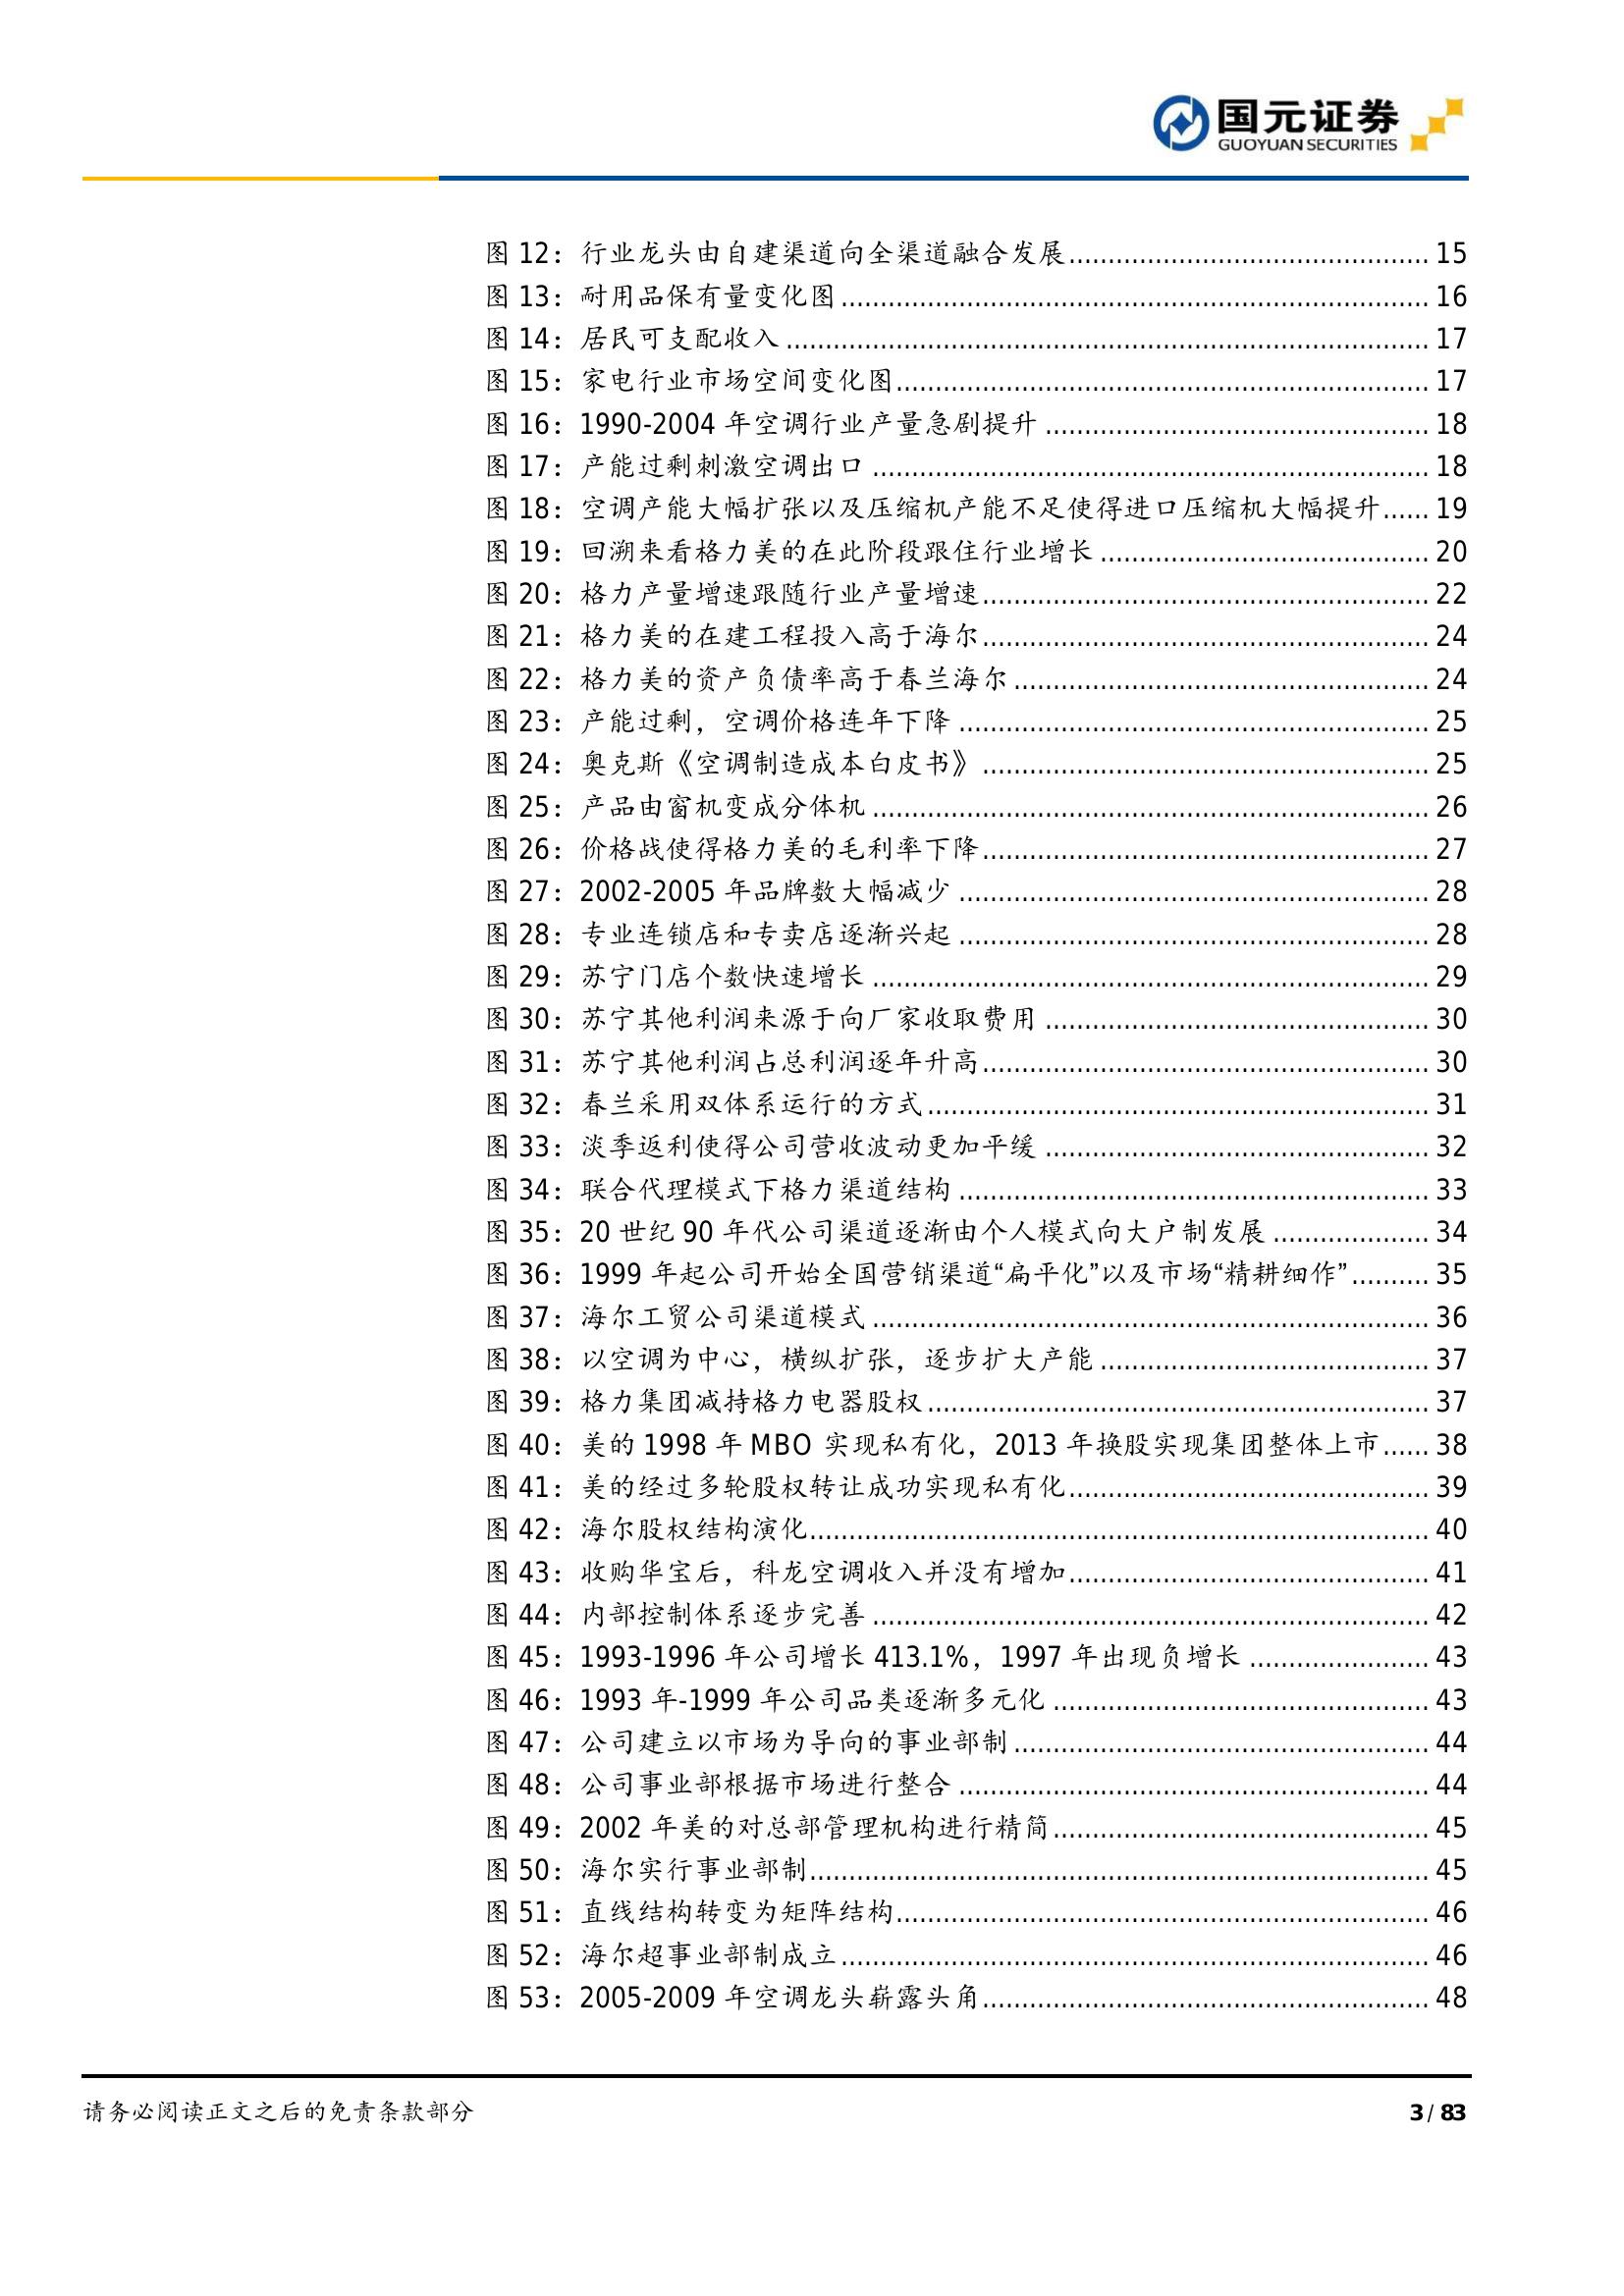 国元证券
GUOYUAN SECURITIES
图 12：行业龙头由自建渠道向全渠道融合发展.............................................. 15
图 13：耐用品保有量变化图........................................................................... 16
图 14：居民可支配收入.................................................................................. 17
图 15：家电行业市场空间变化图.................................................................... 17
图 16：1990-2004 年空调行业产量急剧提升................................................. 18
图 17：产能过剩刺激空调出口....................................................................... 18
图 18：空调产能大幅扩张以及压缩机产能不足使得进口压缩机大幅提升...... 19
图 19：回溯来看格力美的在此阶段跟住行业增长.......................................... 20
图 20：格力产量增速跟随行业产量增速......................................................... 22
图 21：格力美的在建工程投入高于海尔......................................................... 24
图 22：格力美的资产负债率高于春兰海尔..................................................... 24
图 23：产能过剩，空调价格连年下降............................................................ 25
图 24：奥克斯《空调制造成本白皮书》......................................................... 25
图 25：产品由窗机变成分体机....................................................................... 26
图 26：价格战使得格力美的毛利率下降......................................................... 27
图 27：2002-2005 年品牌数大幅减少............................................................ 28
图 28：专业连锁店和专卖店逐渐兴起............................................................ 28
图 29：苏宁门店个数快速增长....................................................................... 29
图 30：苏宁其他利润来源于向厂家收取费用................................................. 30
图 31：苏宁其他利润占总利润逐年升高......................................................... 30
图 32：春兰采用双体系运行的方式................................................................ 31
图 33：淡季返利使得公司营收波动更加平缓................................................. 32
图 34：联合代理模式下格力渠道结构............................................................ 33
图 35：20 世纪 90 年代公司渠道逐渐由个人模式向大户制发展.................... 34
图 36：1999 年起公司开始全国营销渠道“扁平化”以及市场“精耕细作”.......... 35
图 37：海尔工贸公司渠道模式....................................................................... 36
图 38：以空调为中心，横纵扩张，逐步扩大产能.......................................... 37
图 39：格力集团减持格力电器股权................................................................ 37
图 40：美的 1998 年 MBO 实现私有化，2013 年换股实现集团整体上市...... 38
图 41：美的经过多轮股权转让成功实现私有化.............................................. 39
图 42：海尔股权结构演化............................................................................... 40
图 43：收购华宝后，科龙空调收入并没有增加.............................................. 41
图 44：内部控制体系逐步完善....................................................................... 42
图 45：1993-1996 年公司增长 413.1%，1997 年出现负增长....................... 43
图 46：1993 年-1999 年公司品类逐渐多元化................................................ 43
图 47：公司建立以市场为导向的事业部制..................................................... 44
图 48：公司事业部根据市场进行整合............................................................ 44
图 49：2002 年美的对总部管理机构进行精简................................................ 45
图 50：海尔实行事业部制............................................................................... 45
图 51：直线结构转变为矩阵结构.................................................................... 46
图 52：海尔超事业部制成立........................................................................... 46
图 53：2005-2009 年空调龙头崭露头角......................................................... 48
请务必阅读正文之后的免责条款部分
3 / 83